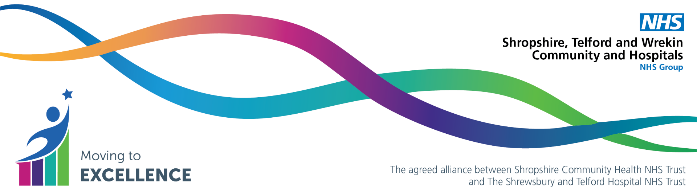 NHS
Shropshire, Telford and Wrekin
Community and Hospitals
NHS Group
Moving to
EXCELLENCE
The agreed alliance between Shropshire Community Health NHS Trust
and The Shrewsbury and Telford Hospital NHS Trust